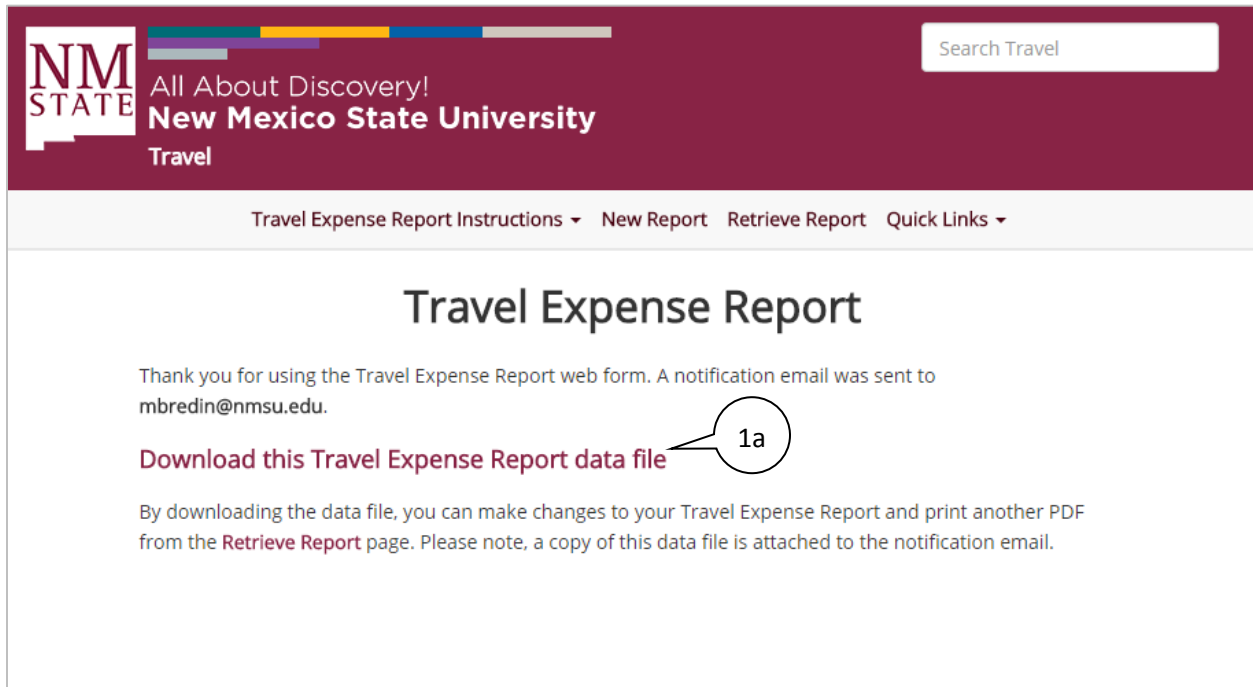 NM
STATE
All About Discovery!
New Mexico State University
Travel
Search Travel
Travel Expense Report Instructions New Report Retrieve Report Quick Links
Travel Expense Report
Thank you for using the Travel Expense Report web form. A notification email was sent to
mbredin@nmsu.edu.
Download this Travel Expense Report data file
1a
By downloading the data file, you can make changes to your Travel Expense Report and print another PDF
from the Retrieve Report page. Please note, a copy of this data file is attached to the notification email.